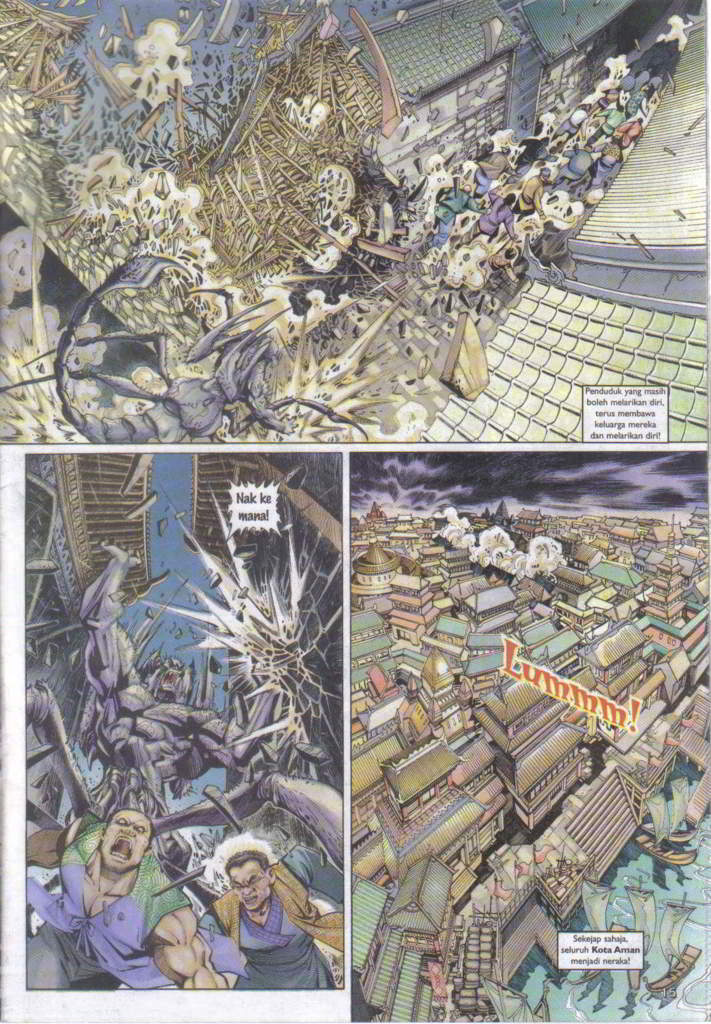 Penduduk yang masih
boleh melarikan diri,
terus membawa
keluarga mereka
dan melarikan diri!
Nak ke
mana!
Lummm!
Sekejap sahaja,
seluruh Kota Aman
menjadi neraka!
15